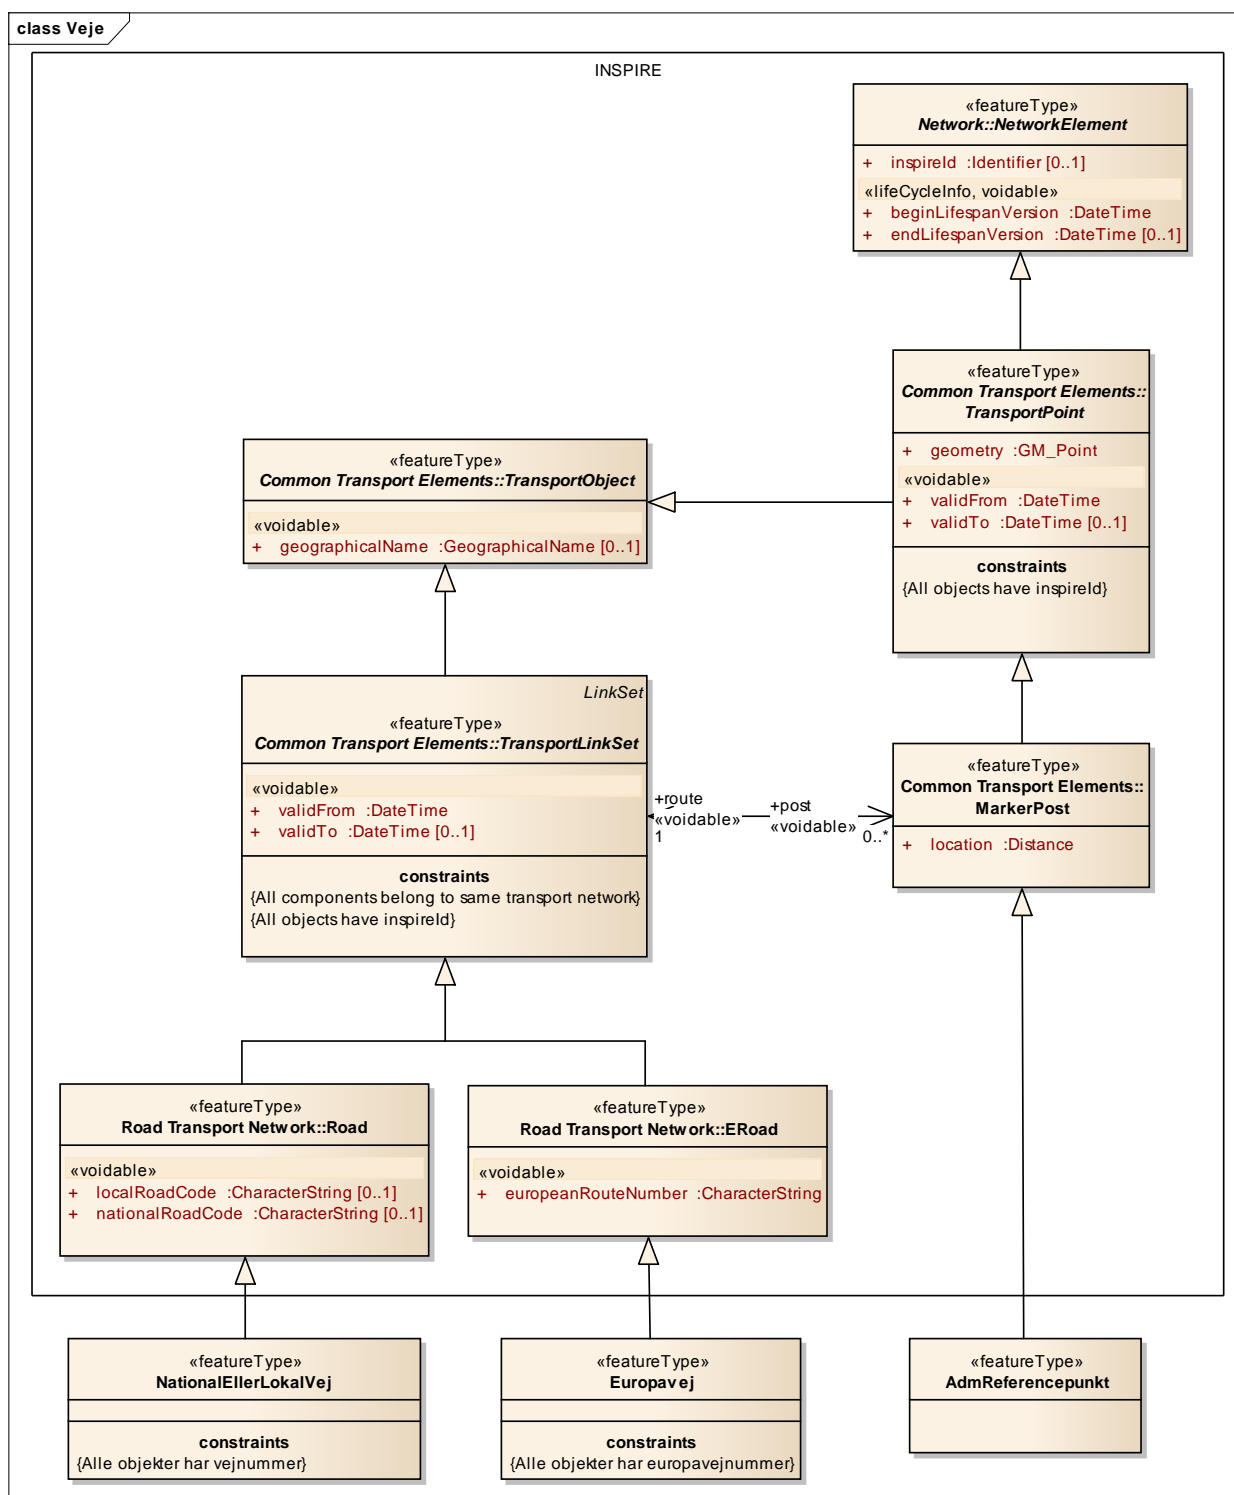 class Veje
INSPIRE
«featureType»
Network::NetworkElement
+ inspireId :Identifier [0..1]
«lifeCycleInfo, voidable»
+ beginLifespanVersion :DateTime
+ endLifespanVersion :DateTime [0..1]
«featureType»
Common Transport Elements::
TransportPoint
+ geometry :GM_Point
«voidable»
+ validFrom :DateTime
+ validTo :DateTime [0..1]
constraints
{All objects have inspireId}
«featureType»
Common Transport Elements::TransportObject
«voidable»
+ geographicalName :GeographicalName [0..1]
LinkSet
«featureType»
Common Transport Elements::TransportLinkSet
«voidable»
+ validFrom :DateTime
+ validTo :DateTime [0..1]
constraints
{All components belong to same transport network}
{All objects have inspireId}
+route
«voidable»
1
+post
«voidable»
0..*
«featureType»
Common Transport Elements::
MarkerPost
+ location :Distance
«featureType»
Road Transport Network::Road
«voidable»
+ localRoadCode :CharacterString [0..1]
+ nationalRoadCode :CharacterString [0..1]
«featureType»
Road Transport Network::ERoad
«voidable»
+ europeanRouteNumber :CharacterString
«featureType»
NationalEllerLokalVej
constraints
{Alle objekter har vejnummer}
«featureType»
Europavej
constraints
{Alle objekter har europavejnummer}
«featureType»
AdmReferencepunkt